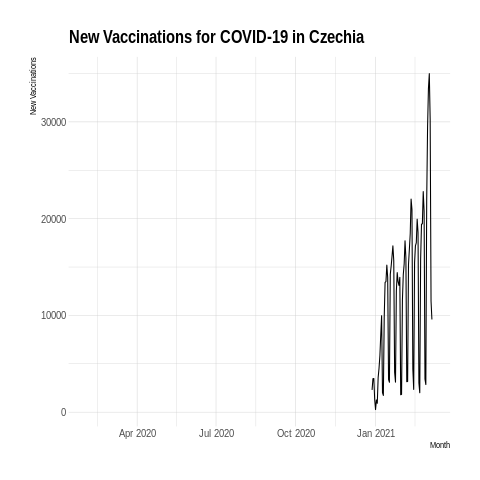 New Vaccinations for COVID-19 in Czechia
New Vaccinations
30000
20000
10000
0
Apr 2020 Jul 2020 Oct 2020 Jan 2021
Month